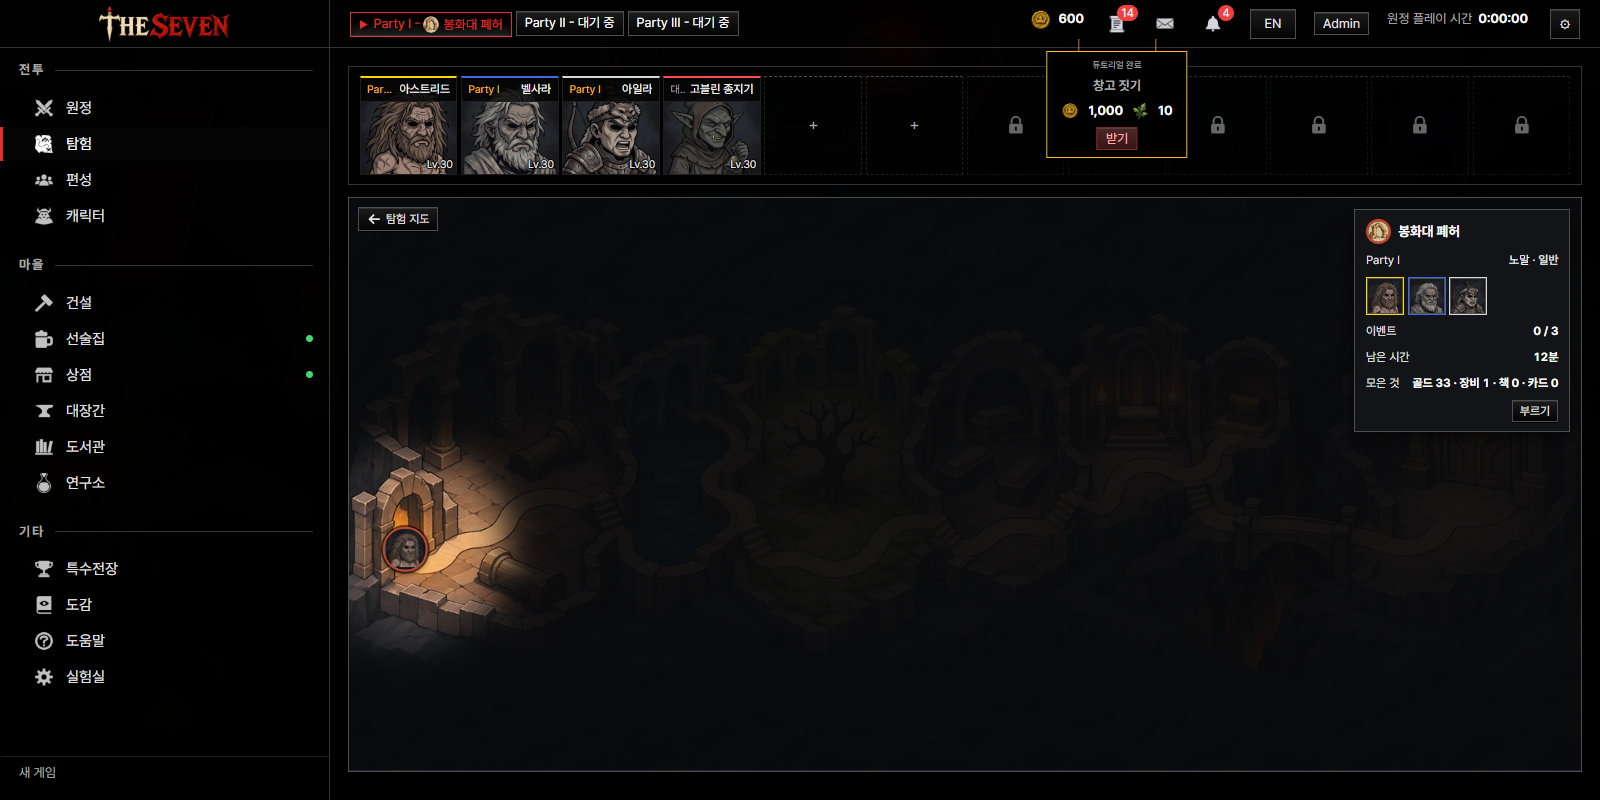 THE SEVEN
전투
원정
탐험
편성
캐릭터
마을
건설
선술집
상점
대장간
도서관
연구소
기타
특수전장
도감
도움말
실험실
새 게임
Party I - 봉화대 폐허
Party II - 대기 중
Party III - 대기 중
600
14
4
EN
Admin
원정 플레이 시간 0:00:00
Par... 아스트리드
Lv.30
Party I 벨사라
Lv.30
Party I 아일라
Lv.30
대.. 고블린 종지기
Lv.30
+
+
튜토리얼 완료
창고 짓기
1,000 10
받기
← 탐험 지도
봉화대 폐허
Party I 노말 · 일반
이벤트 0 / 3
남은 시간 12분
모은 것 골드 33 · 장비 1 · 책 0 · 카드 0
부르기